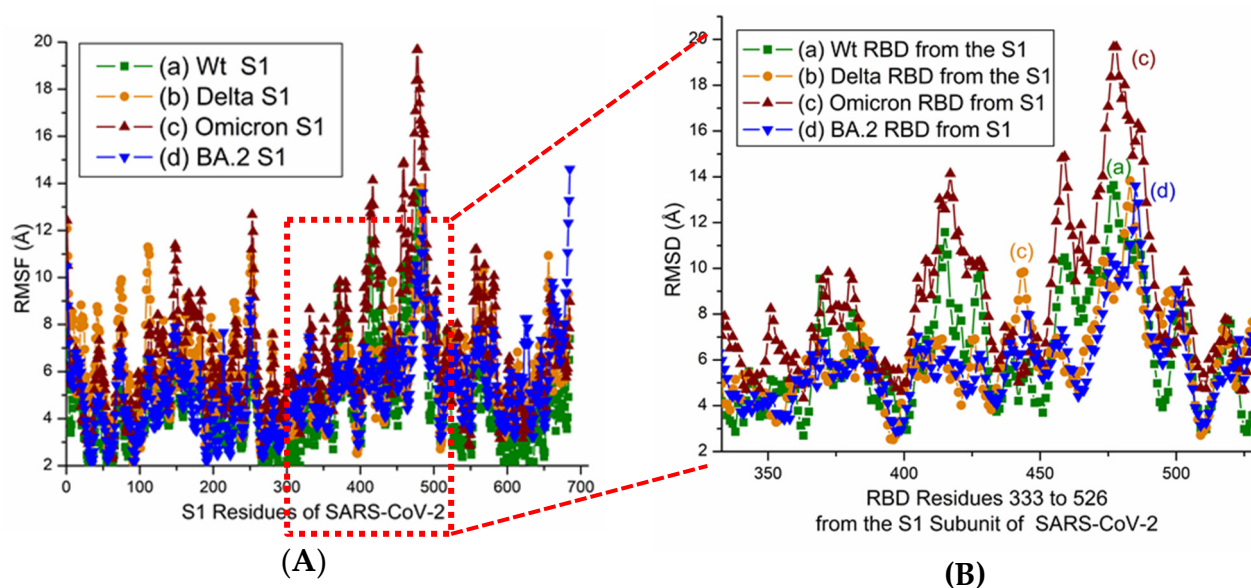 20
18
16
14
12
10
8
6
4
2
RMSF (Å)
(a) Wt S1
(b) Delta S1
(c) Omicron S1
(d) BA.2 S1
0 100 200 300 400 500 600 700
S1 Residues of SARS-CoV-2
(A)
20
18
16
14
12
10
8
6
4
2
RMSD (Å)
(a) Wt RBD from the S1
(b) Delta RBD from the S1
(c) Omicron RBD from S1
(d) BA.2 RBD from S1
(c)
(a)
(d)
(c)
350 400 450 500
RBD Residues 333 to 526
from the S1 Subunit of SARS-CoV-2
(B)